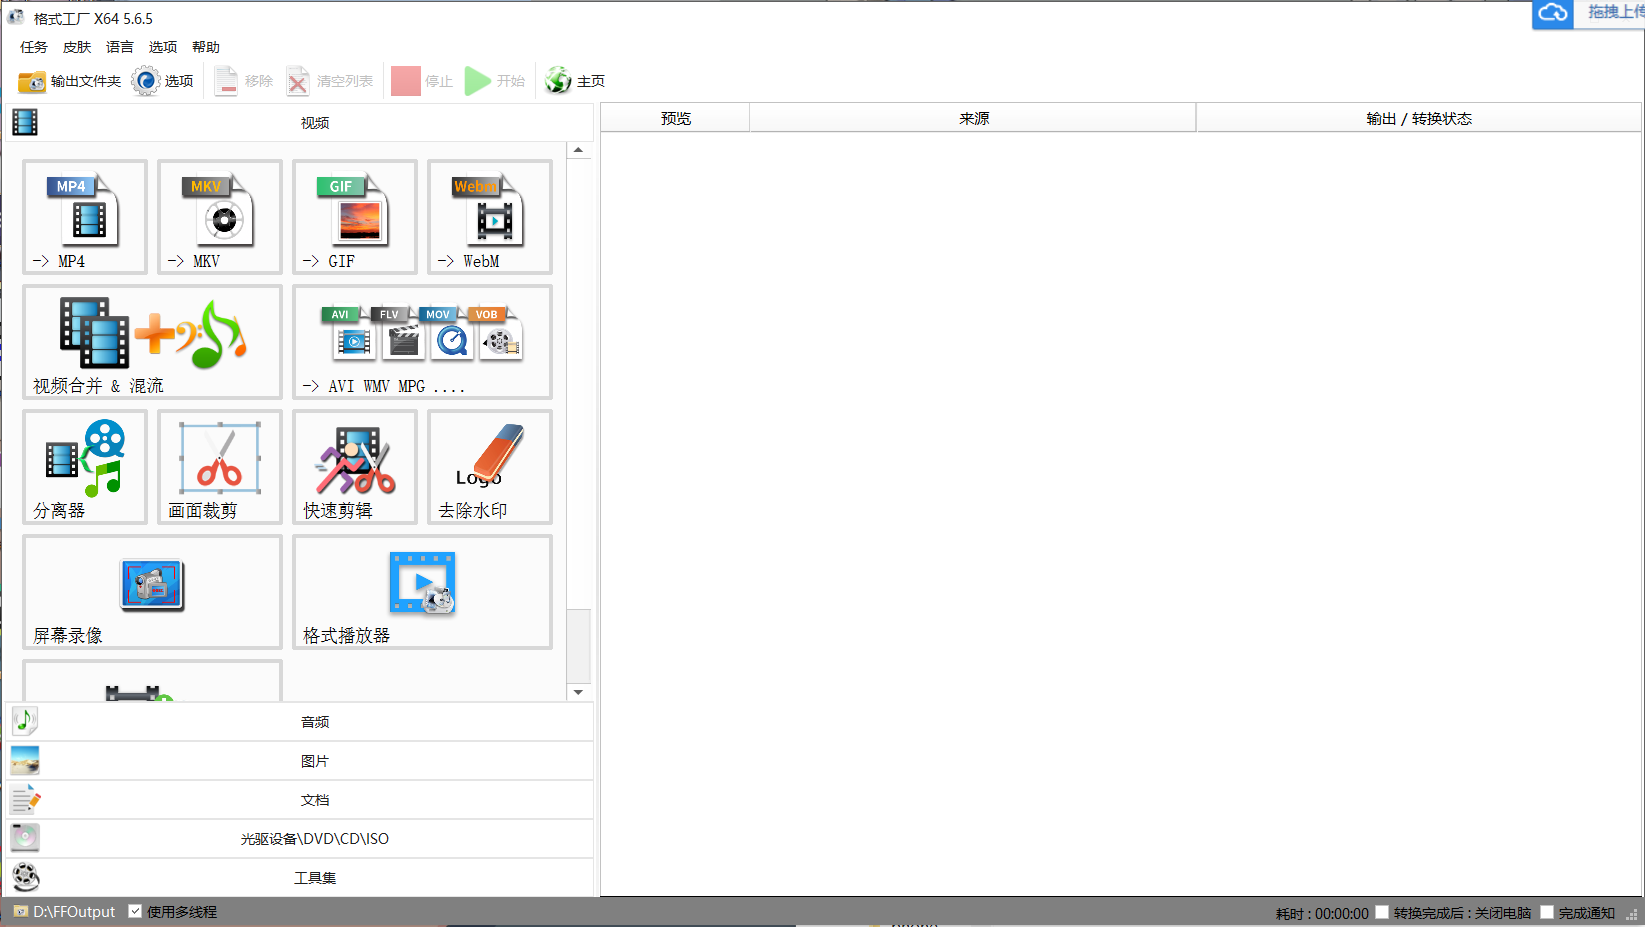 格式工厂 X64 5.6.5
拖拽上传
任务 皮肤 语言 选项 帮助
输出文件夹 选项 移除 清空列表 停止 开始 主页
视频
预览 来源 输出 / 转换状态
MP4 MKV GIF Webm
-> MP4 -> MKV -> GIF -> WebM
AVI FLV MOV VOB
视频合并 & 混流 -> AVI WMV MPG ....
Logo
分离器 画面裁剪 快速剪辑 去除水印
屏幕录像 格式播放器
音频
图片
文档
光驱设备\DVD\CD\ISO
工具集
D:\FFOutput 使用多线程 耗时 : 00:00:00 转换完成后 : 关闭电脑 完成通知